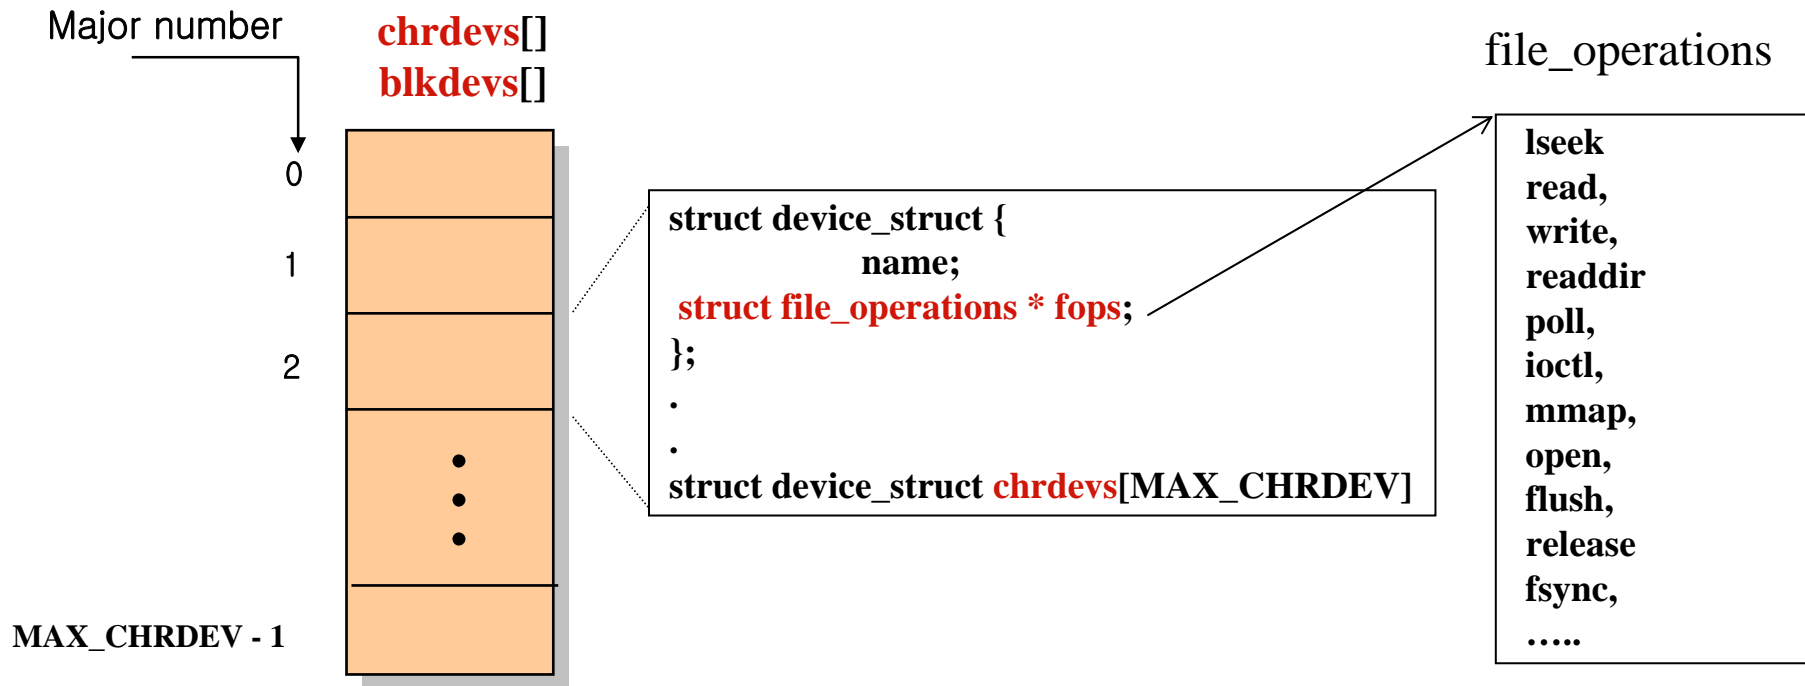 Major number
chrdevs[]
blkdevs[]
0
1
2
MAX_CHRDEV - 1
struct device_struct {
name;
struct file_operations * fops;
};
.
.
struct device_struct chrdevs[MAX_CHRDEV]
file_operations
lseek
read,
write,
readdir
poll,
ioctl,
mmap,
open,
flush,
release
fsync,
…..